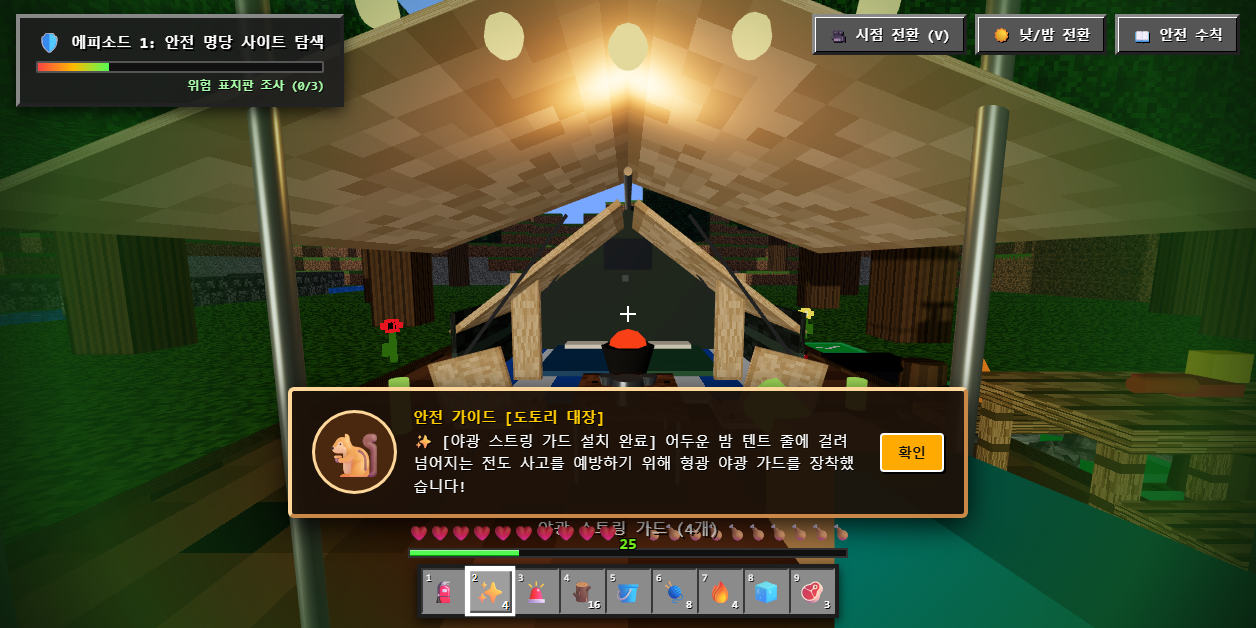 에피소드 1: 안전 명당 사이트 탐색
위험 표지판 조사 (0/3)
시점 전환 (V)
낮/밤 전환
안전 수칙
안전 가이드 [도토리 대장]
[야광 스트링 가드 설치 완료] 어두운 밤 텐트 줄에 걸려
넘어지는 전도 사고를 예방하기 위해 형광 야광 가드를 장착했
습니다!
확인
야광 스트링 가드 (4개)
25
1 2 3 4 5 6 7 8 9
4 16 8 4 3